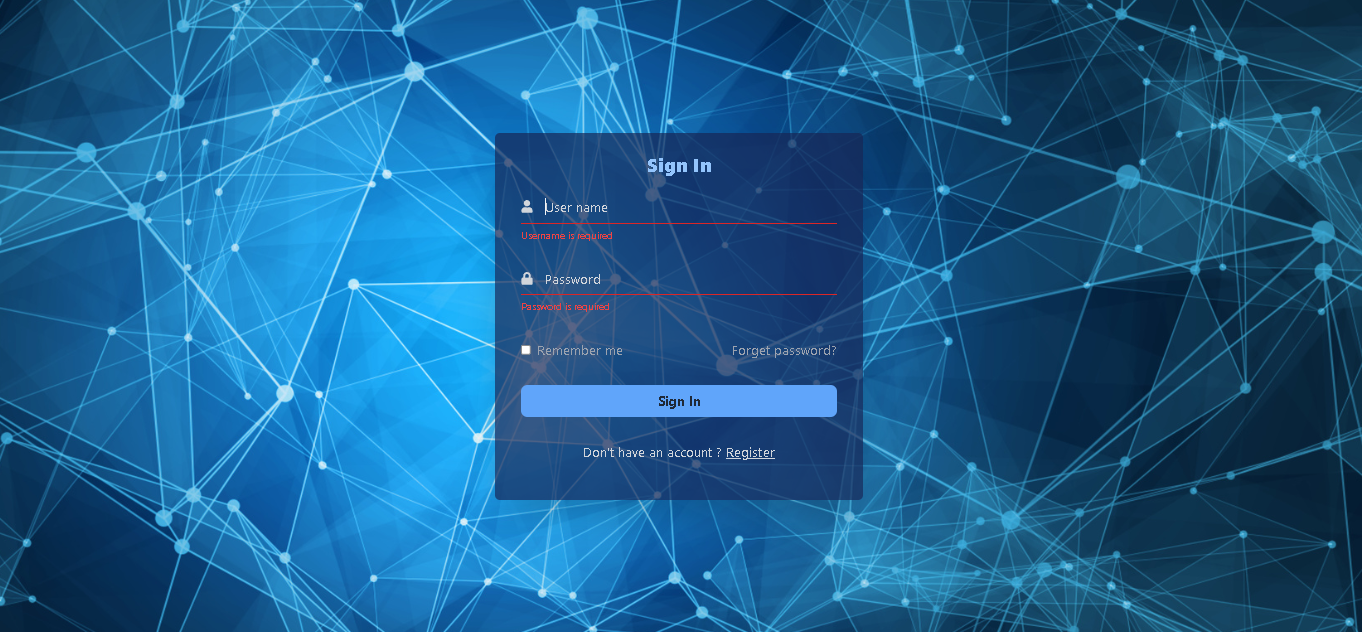 Sign In
User name
Username is required
Password
Password is required
Remember me
Forget password?
Sign In
Don't have an account ? Register